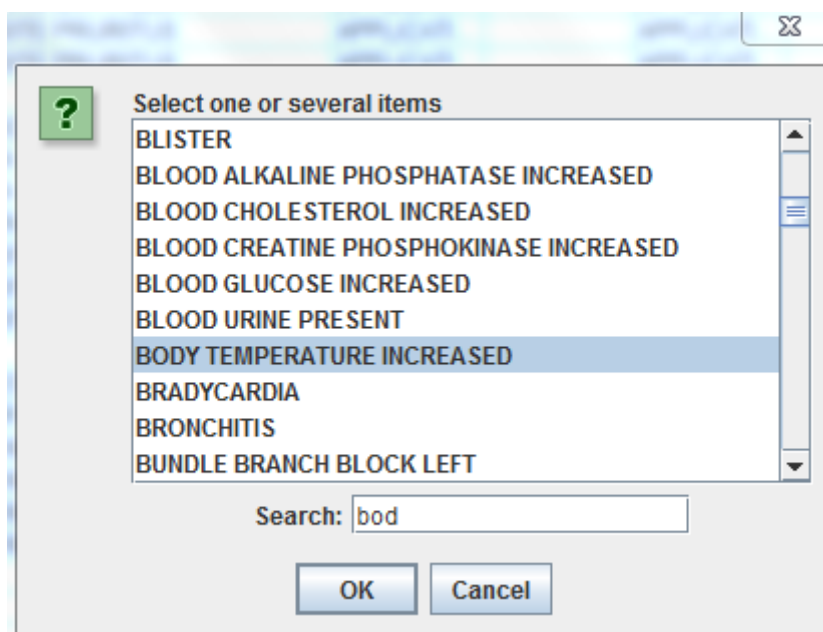 ?
Select one or several items
BLISTER
BLOOD ALKALINE PHOSPHATASE INCREASED
BLOOD CHOLESTEROL INCREASED
BLOOD CREATINE PHOSPHOKINASE INCREASED
BLOOD GLUCOSE INCREASED
BLOOD URINE PRESENT
BODY TEMPERATURE INCREASED
BRADYCARDIA
BRONCHITIS
BUNDLE BRANCH BLOCK LEFT
Search: bod
OK Cancel